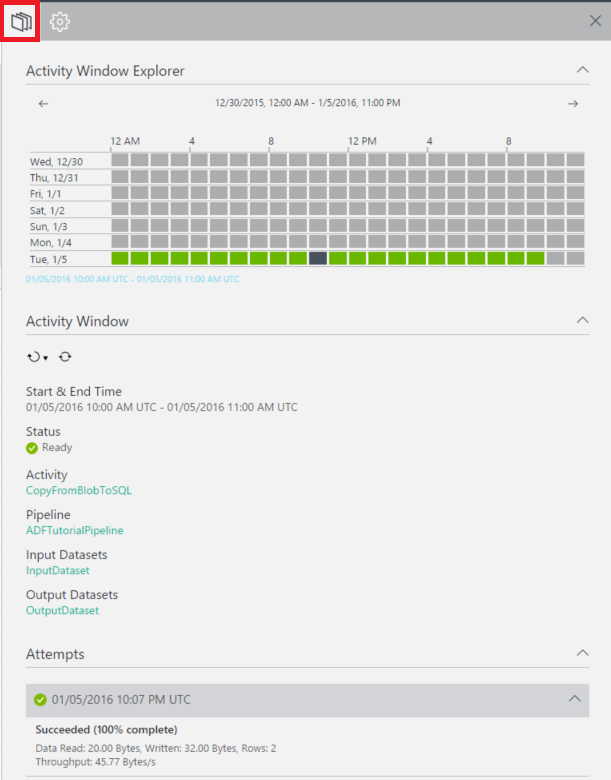 Activity Window Explorer
12/30/2015, 12:00 AM - 1/5/2016, 11:00 PM
12 AM 4 8 12 PM 4 8
Wed, 12/30
Thu, 12/31
Fri, 1/1
Sat, 1/2
Sun, 1/3
Mon, 1/4
Tue, 1/5
01/05/2016 10:00 AM UTC - 01/05/2016 11:00 AM UTC
Activity Window
Start & End Time
01/05/2016 10:00 AM UTC - 01/05/2016 11:00 AM UTC
Status
Ready
Activity
CopyFromBlobToSQL
Pipeline
ADFTutorialPipeline
Input Datasets
InputDataset
Output Datasets
OutputDataset
Attempts
01/05/2016 10:07 PM UTC
Succeeded (100% complete)
Data Read: 20.00 Bytes, Written: 32.00 Bytes, Rows: 2
Throughput: 45.77 Bytes/s